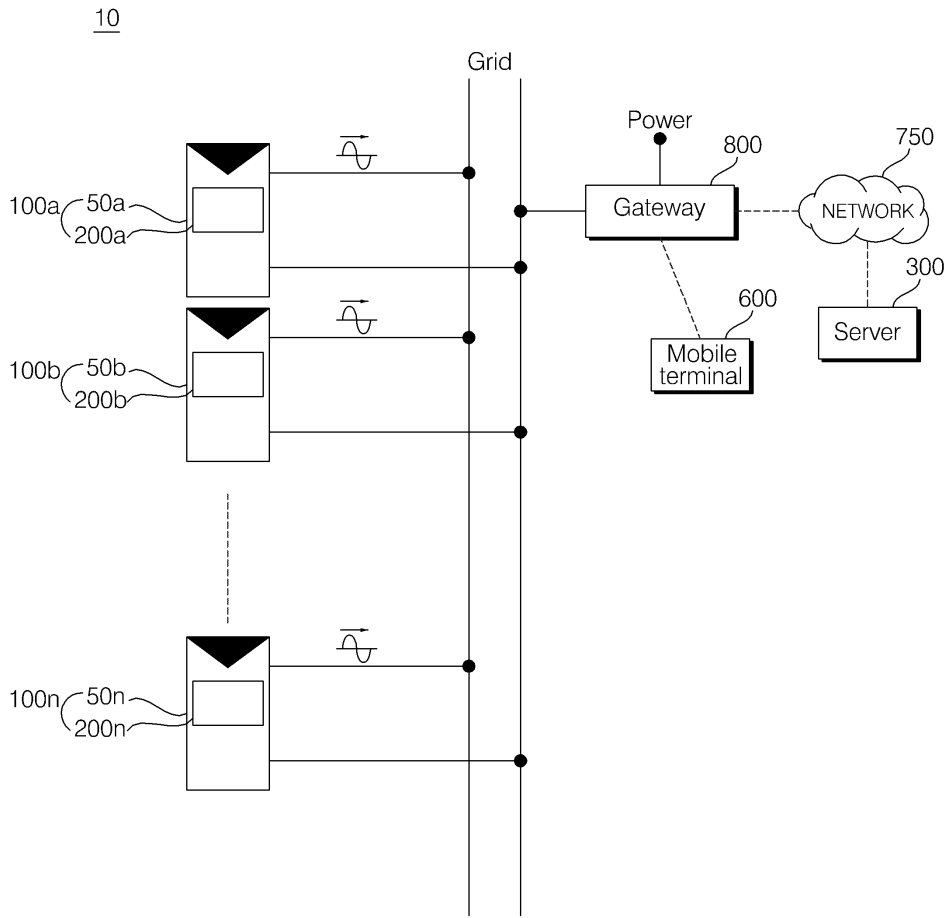 10
Grid
Power
800
750
Gateway
NETWORK
100a
50a
200a
600
300
Mobile
terminal
Server
100b
50b
200b
100n
50n
200n